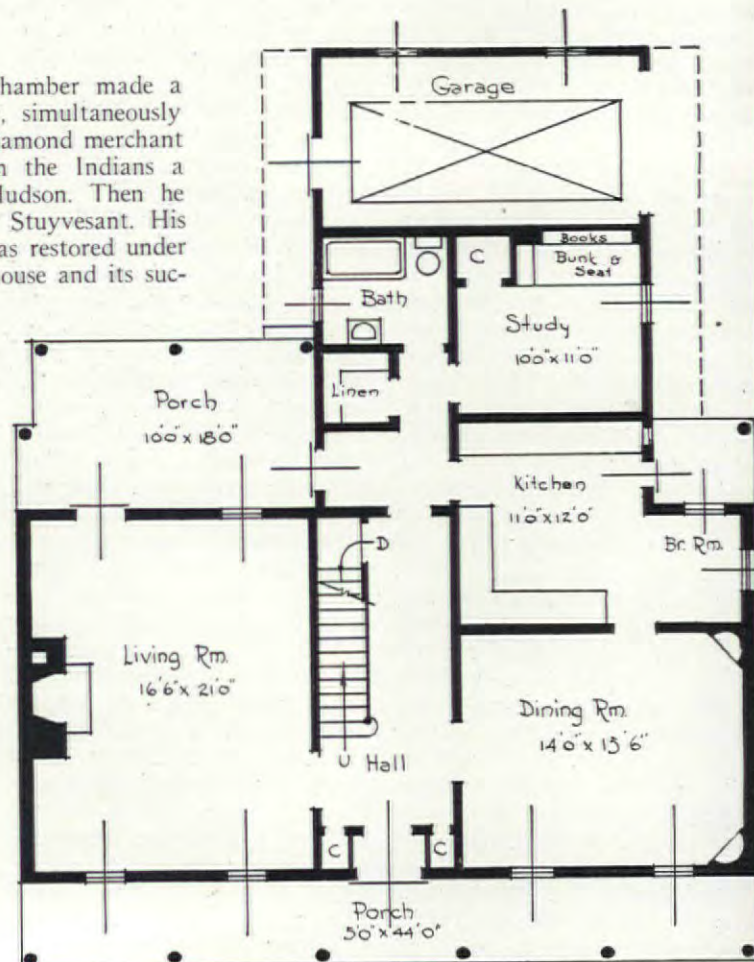 hamber made a
, simultaneously
amond merchant
n the Indians a
Hudson. Then he
Stuyvesant. His
as restored under
ouse and its suc-
Garage
Books
Bunk &
Seat
C
Bath
Study
10'0" x 11'0"
Linen
Porch
10'0" x 18'0"
Kitchen
11'0" x 12'0"
Br. Rm.
D
Living Rm.
16'6" x 21'0"
Dining Rm.
14'0" x 13'6"
U Hall
C
C
Porch
5'0" x 44'0"